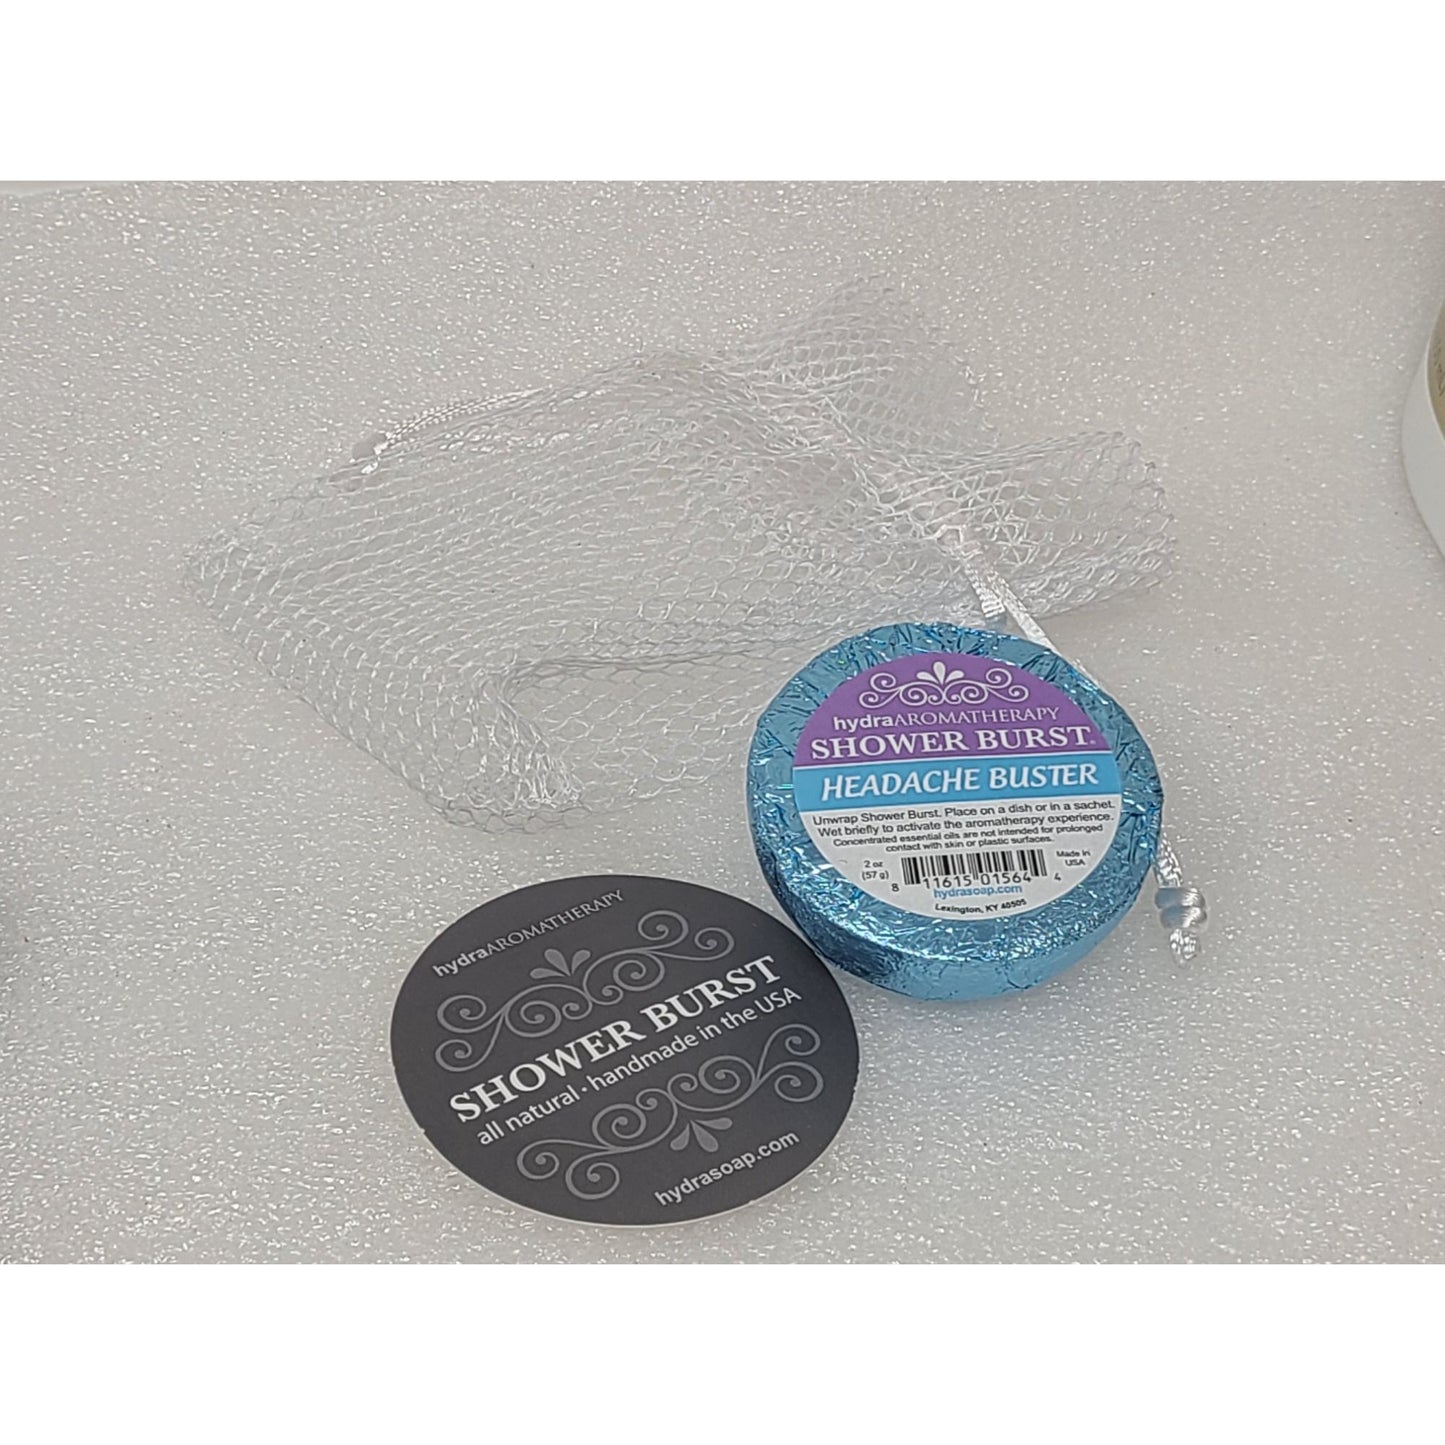 hydraAROMATHERAPY
SHOWER BURST®
HEADACHE BUSTER
Unwrap Shower Burst. Place on a dish or in a sachet.
Wet briefly to activate the aromatherapy experience.
Concentrated essential oils are not intended for prolonged
contact with skin or plastic surfaces.
2 oz
(57 g)
8 11615 01564 4
Made in
USA
hydrasoap.com
Lexington, KY 40505
hydraAROMATHERAPY
SHOWER BURST
all natural · handmade in the USA
hydrasoap.com